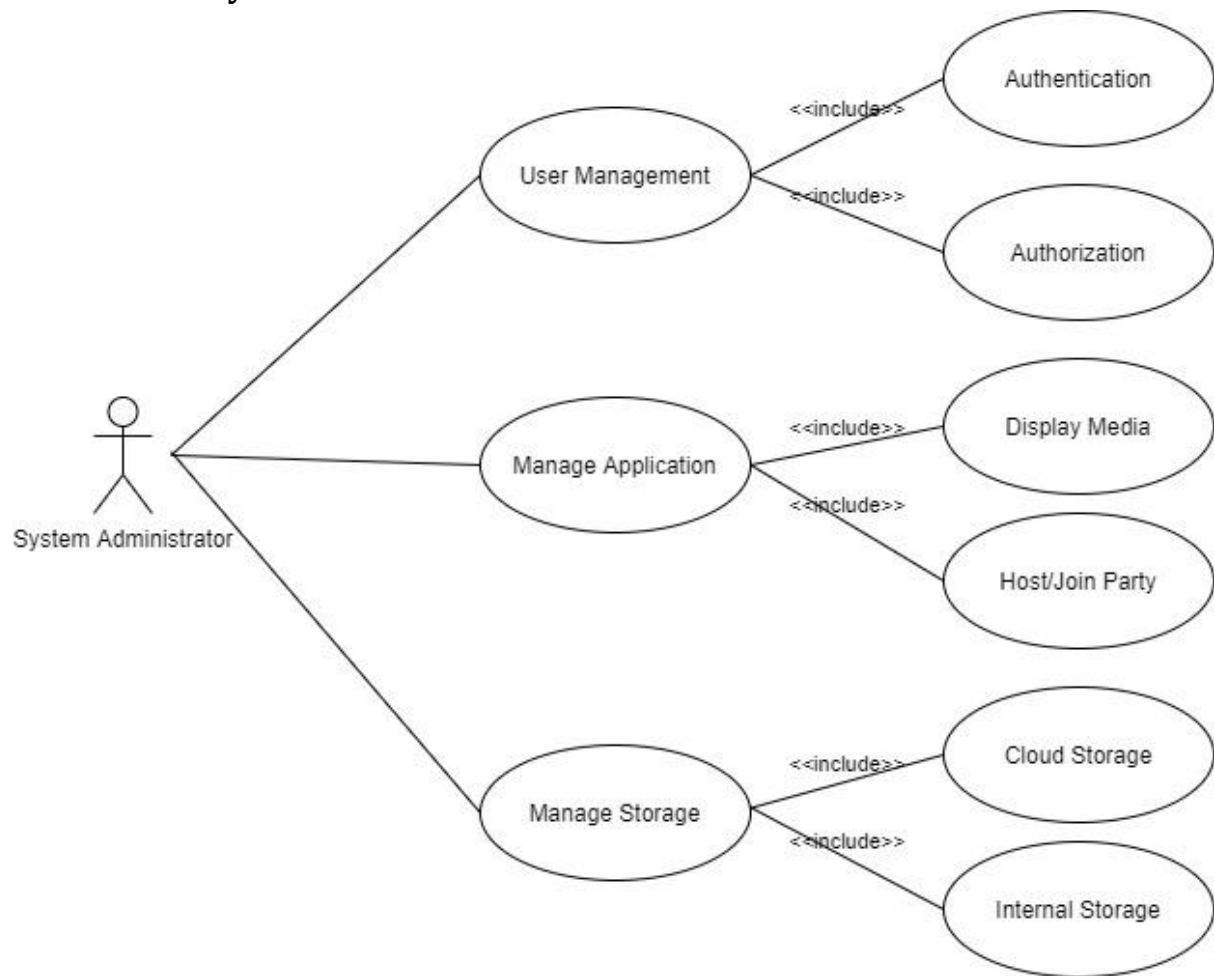 Authentication
<<include>>
User Management
<<include>>
Authorization
Display Media
<<include>>
Manage Application
<<include>>
Host/Join Party
System Administrator
Cloud Storage
<<include>>
Manage Storage
<<include>>
Internal Storage